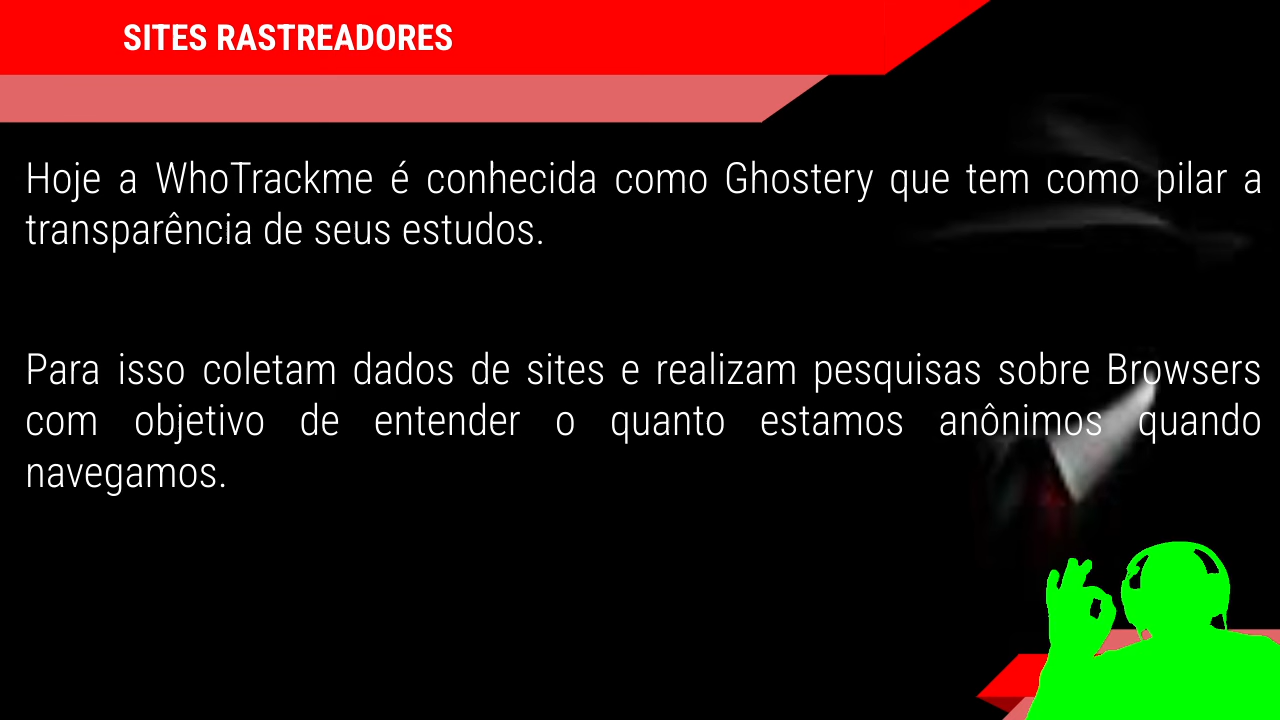 SITES RASTREADORES
Hoje a WhoTrackme é conhecida como Ghostery que tem como pilar a
transparência de seus estudos.
Para isso coletam dados de sites e realizam pesquisas sobre Browsers
com objetivo de entender o quanto estamos anônimos quando
navegamos.